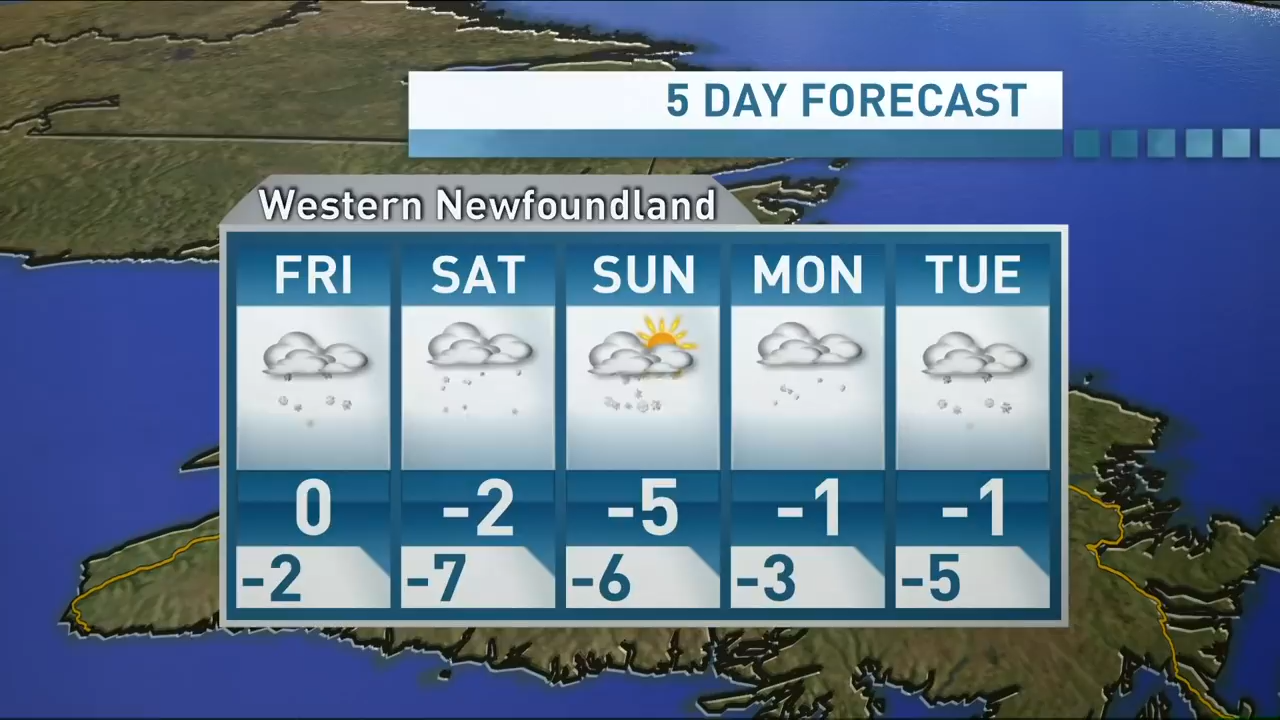 5 DAY FORECAST
Western Newfoundland
FRI SAT SUN MON TUE
0 -2 -5 -1 -1
-2 -7 -6 -3 -5